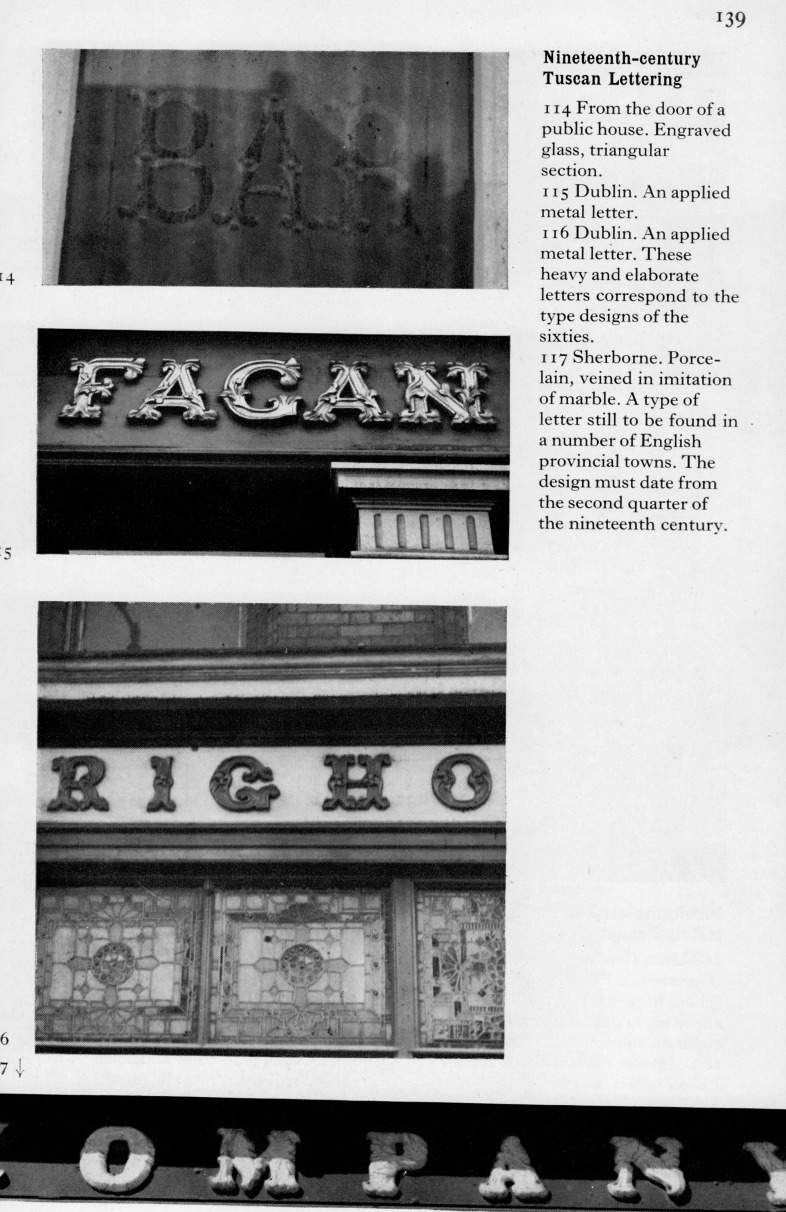 139
BAR
FAGAN
RIGHO
OMPAN
Nineteenth-century
Tuscan Lettering
114 From the door of a
public house. Engraved
glass, triangular
section.
115 Dublin. An applied
metal letter.
116 Dublin. An applied
metal letter. These
heavy and elaborate
letters correspond to the
type designs of the
sixties.
117 Sherborne. Porce-
lain, veined in imitation
of marble. A type of
letter still to be found in
a number of English
provincial towns. The
design must date from
the second quarter of
the nineteenth century.
14
5
6
7 ↓